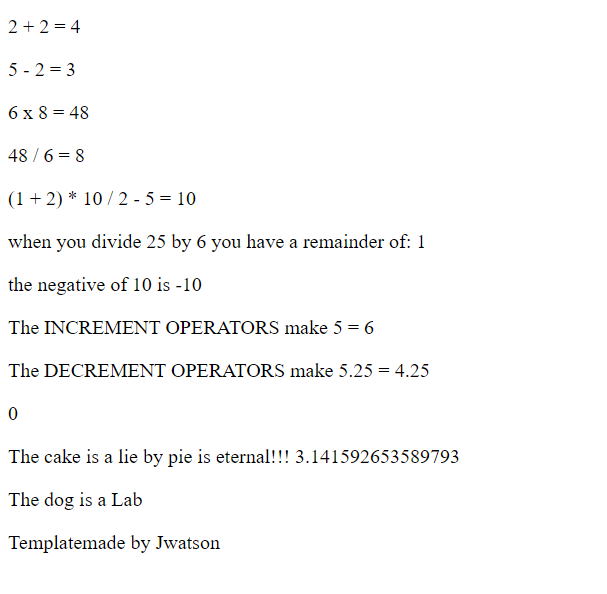 2 + 2 = 4
5 - 2 = 3
6 x 8 = 48
48 / 6 = 8
(1 + 2) * 10 / 2 - 5 = 10
when you divide 25 by 6 you have a remainder of: 1
the negative of 10 is -10
The INCREMENT OPERATORS make 5 = 6
The DECREMENT OPERATORS make 5.25 = 4.25
0
The cake is a lie by pie is eternal!!! 3.141592653589793
The dog is a Lab
Templatemade by Jwatson